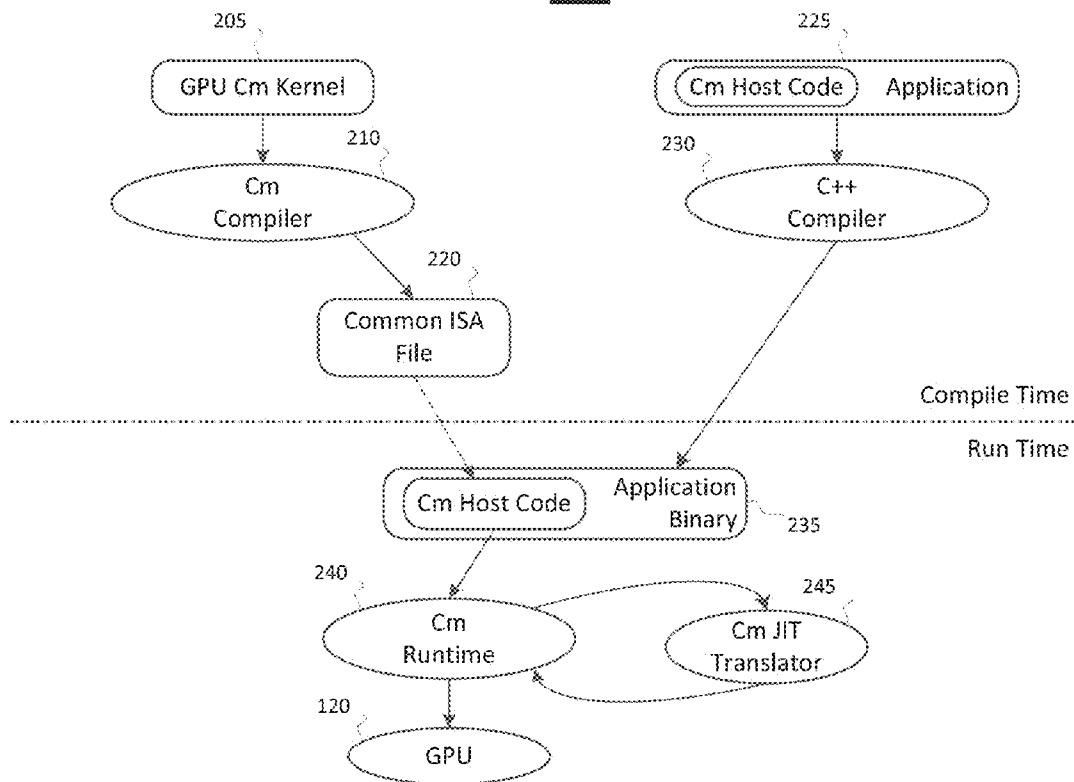 205
225
GPU Cm Kernel
Cm Host Code
Application
210
230
Cm
Compiler
C++
Compiler
220
Common ISA
File
Compile Time
Run Time
Cm Host Code
Application
Binary
235
240
245
Cm
Runtime
Cm JIT
Translator
120
GPU